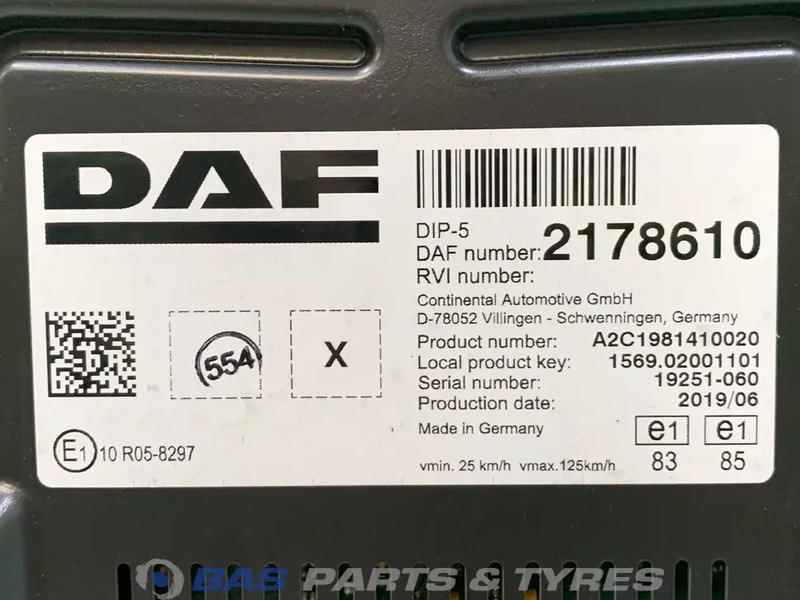 DAF
DIP-5
DAF number: 2178610
RVI number:
Continental Automotive GmbH
D-78052 Villingen - Schwenningen, Germany
Product number: A2C1981410020
Local product key: 1569.02001101
Serial number: 19251-060
Production date: 2019/06
Made in Germany
e1 e1
83 85
vmin. 25 km/h vmax.125km/h
554
X
E1 10 R05-8297
BAS PARTS & TYRES